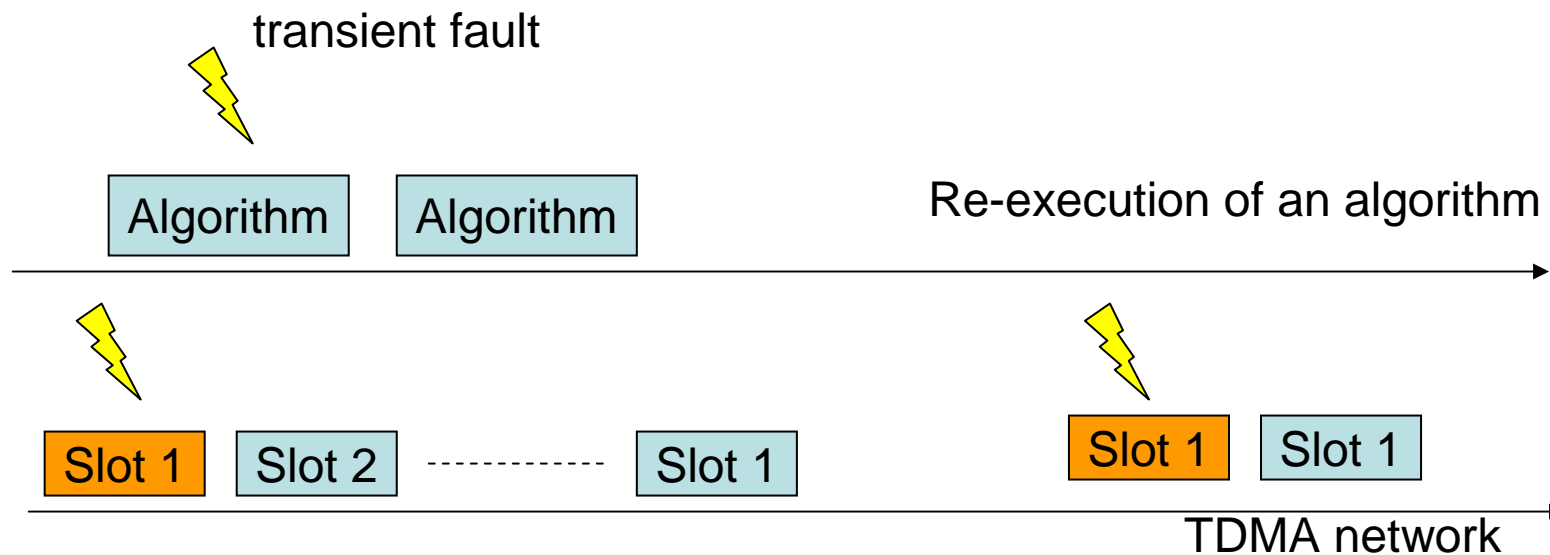 transient fault
Algorithm Algorithm
Re-execution of an algorithm
Slot 1 Slot 2 Slot 1 Slot 1 Slot 1
TDMA network